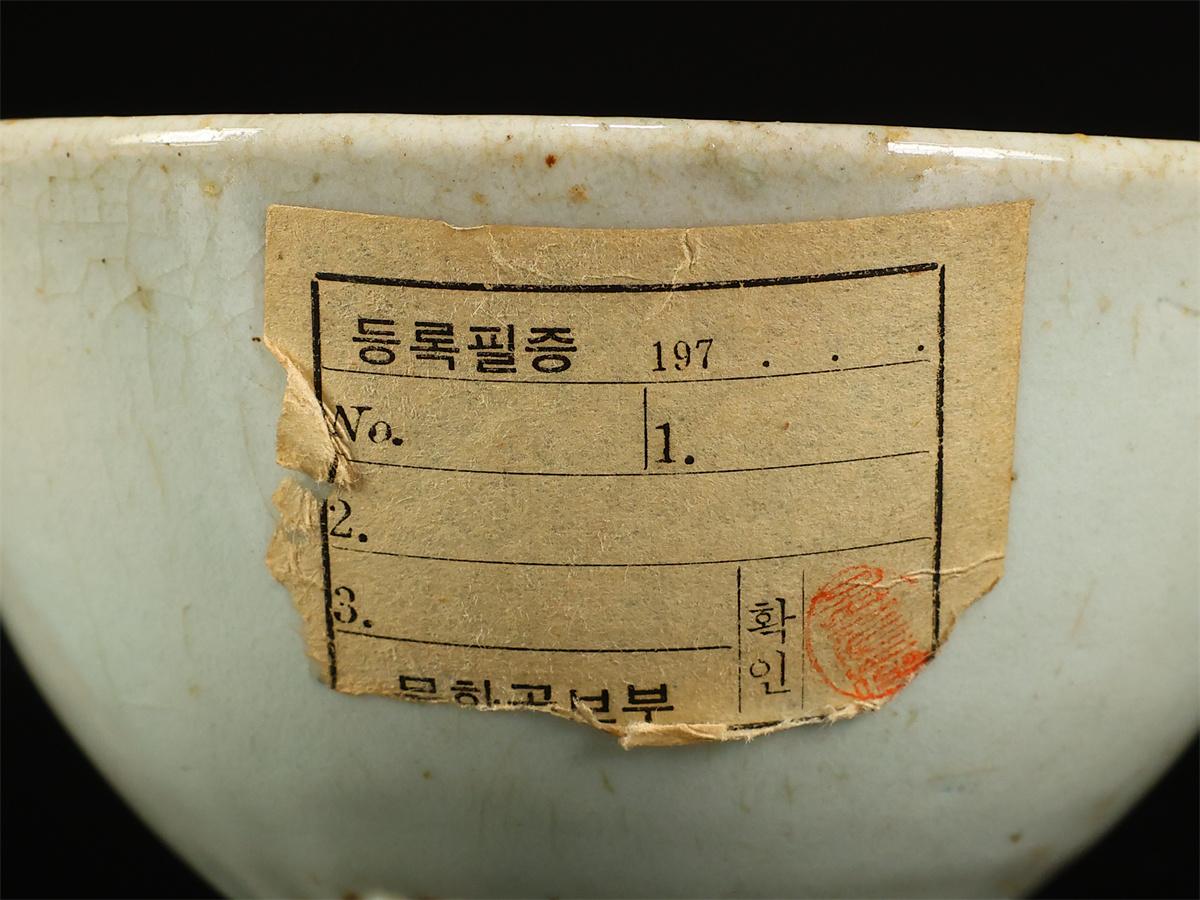 등록필증 197 . . .
No. 1.
2.
3.
확인
문화공보부